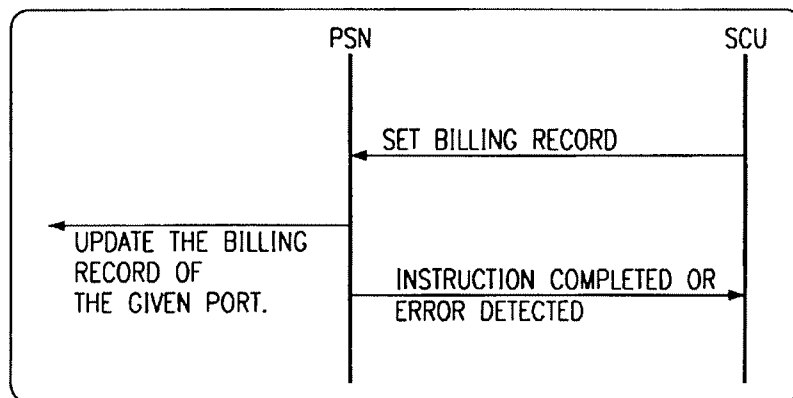 PSN
SCU
SET BILLING RECORD
UPDATE THE BILLING
RECORD OF
THE GIVEN PORT.
INSTRUCTION COMPLETED OR
ERROR DETECTED